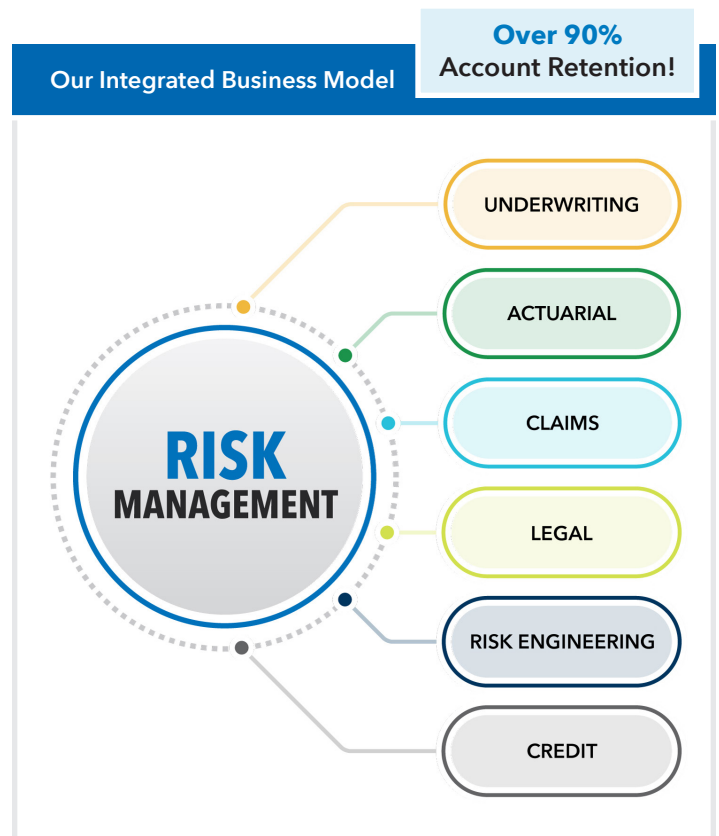 Over 90%
Account Retention!
Our Integrated Business Model
UNDERWRITING
ACTUARIAL
CLAIMS
RISK
MANAGEMENT
LEGAL
RISK ENGINEERING
CREDIT